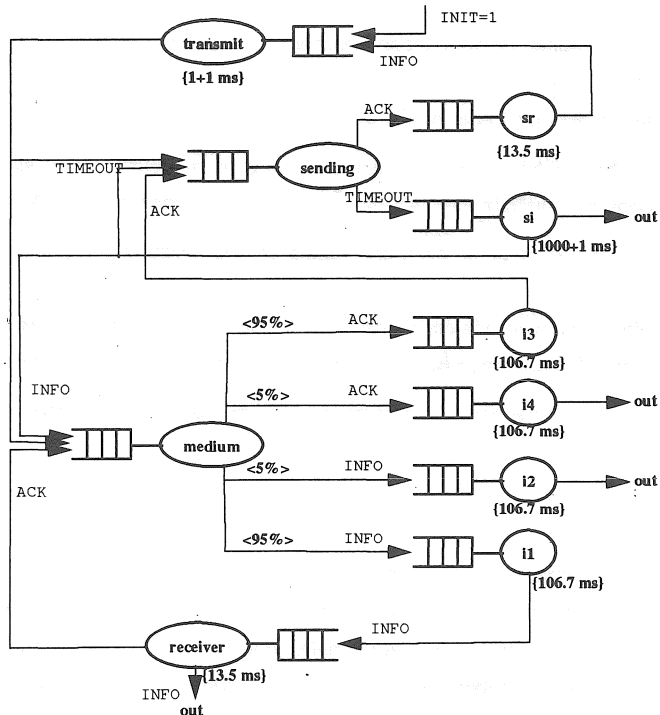 INIT=1
transmit
INFO
{1+1 ms}
ACK
sr
{13.5 ms}
TIMEOUT
sending
TIMEOUT
ACK
si
out
{1000+1 ms}
<95%>
ACK
i3
{106.7 ms}
INFO
<5%>
ACK
i4
out
{106.7 ms}
medium
<5%>
INFO
i2
out
{106.7 ms}
ACK
<95%>
INFO
i1
{106.7 ms}
INFO
receiver
{13.5 ms}
INFO
out